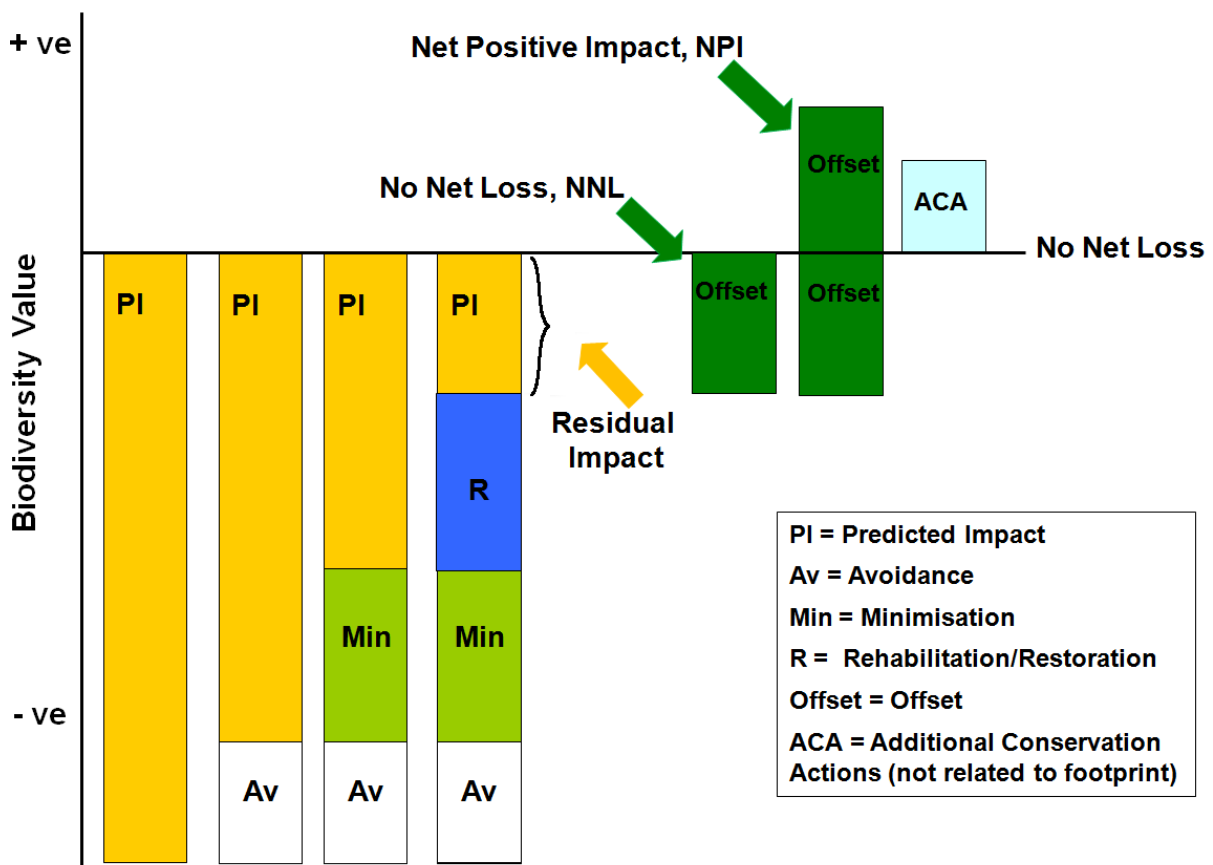 + ve
Net Positive Impact, NPI
Offset
No Net Loss, NNL
ACA
No Net Loss
PI
PI
PI
PI
Offset
Offset
Biodiversity Value
Residual
Impact
R
Min
Min
- ve
Av
Av
Av
PI = Predicted Impact
Av = Avoidance
Min = Minimisation
R = Rehabilitation/Restoration
Offset = Offset
ACA = Additional Conservation
Actions (not related to footprint)